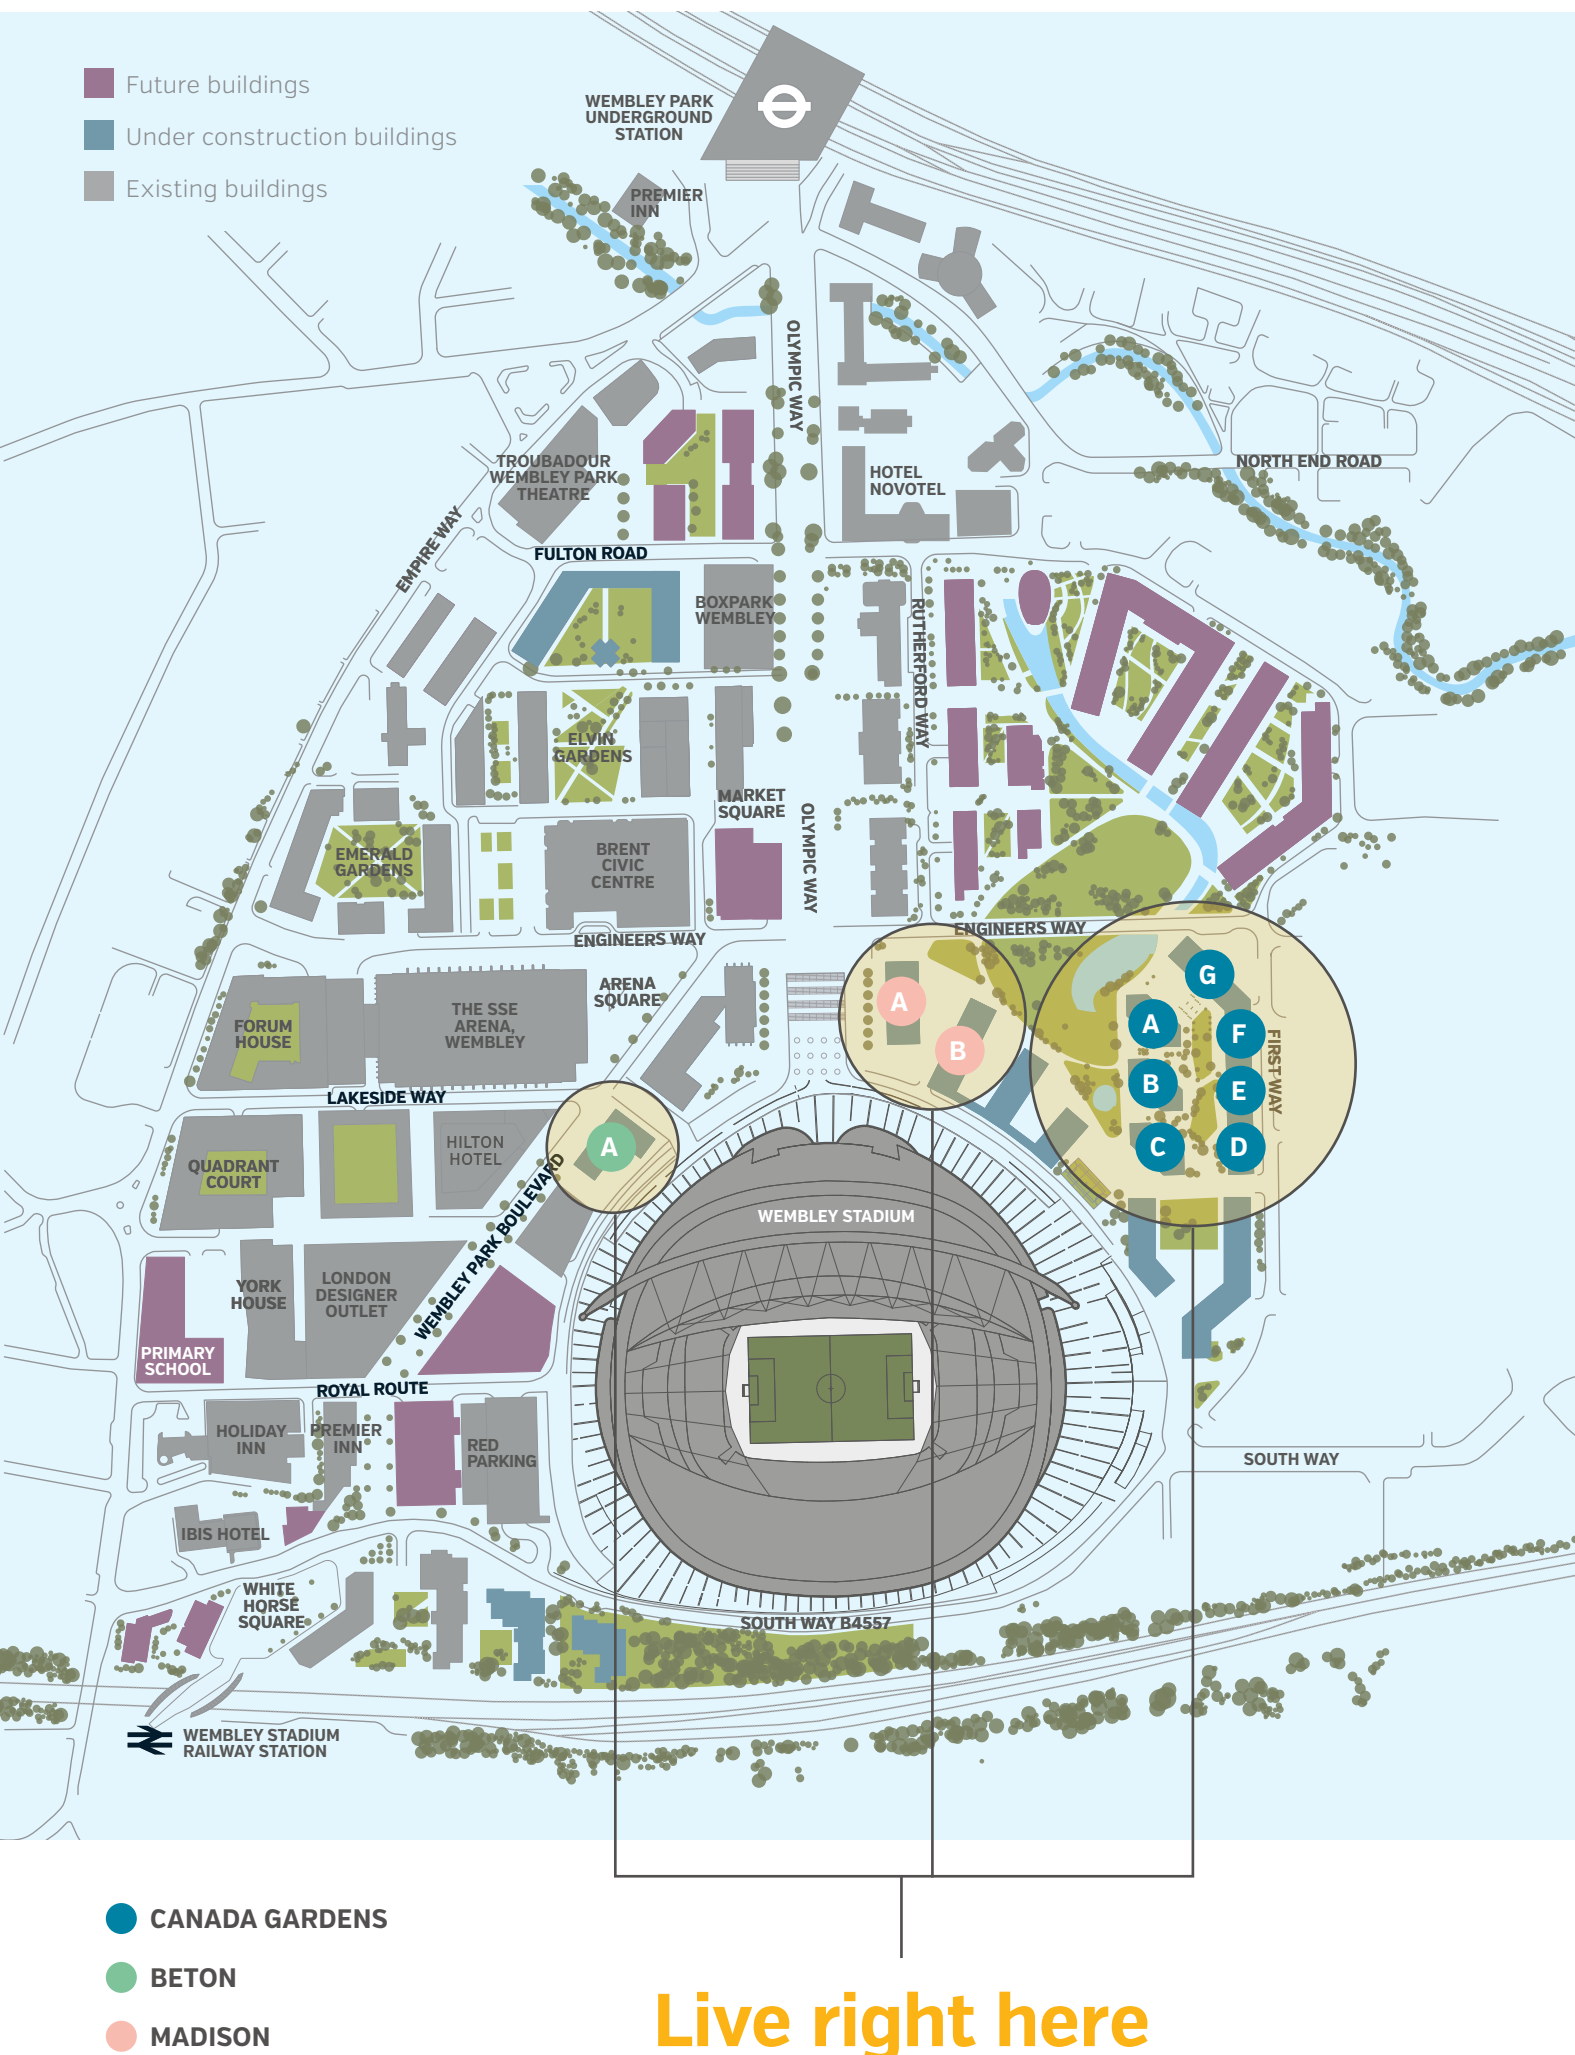 Future buildings
Under construction buildings
Existing buildings
WEMBLEY PARK
UNDERGROUND
STATION
PREMIER
INN
OLYMPIC WAY
TROUBADOUR
WEMBLEY PARK
THEATRE
HOTEL
NOVOTEL
NORTH END ROAD
EMPIRE WAY
FULTON ROAD
BOXPARK
WEMBLEY
RUTHERFORD WAY
ELVIN
GARDENS
MARKET
SQUARE
OLYMPIC WAY
EMERALD
GARDENS
BRENT
CIVIC
CENTRE
ENGINEERS WAY
ENGINEERS WAY
ARENA
SQUARE
THE SSE
ARENA,
WEMBLEY
FORUM
HOUSE
A
B
G
A
F
B
E
C
D
FIRST WAY
LAKESIDE WAY
HILTON
HOTEL
A
QUADRANT
COURT
WEMBLEY PARK BOULEVARD
WEMBLEY STADIUM
YORK
HOUSE
LONDON
DESIGNER
OUTLET
PRIMARY
SCHOOL
ROYAL ROUTE
HOLIDAY
INN
PREMIER
INN
RED
PARKING
SOUTH WAY
IBIS HOTEL
WHITE
HORSE
SQUARE
SOUTH WAY B4557
WEMBLEY STADIUM
RAILWAY STATION
CANADA GARDENS
BETON
MADISON
Live right here